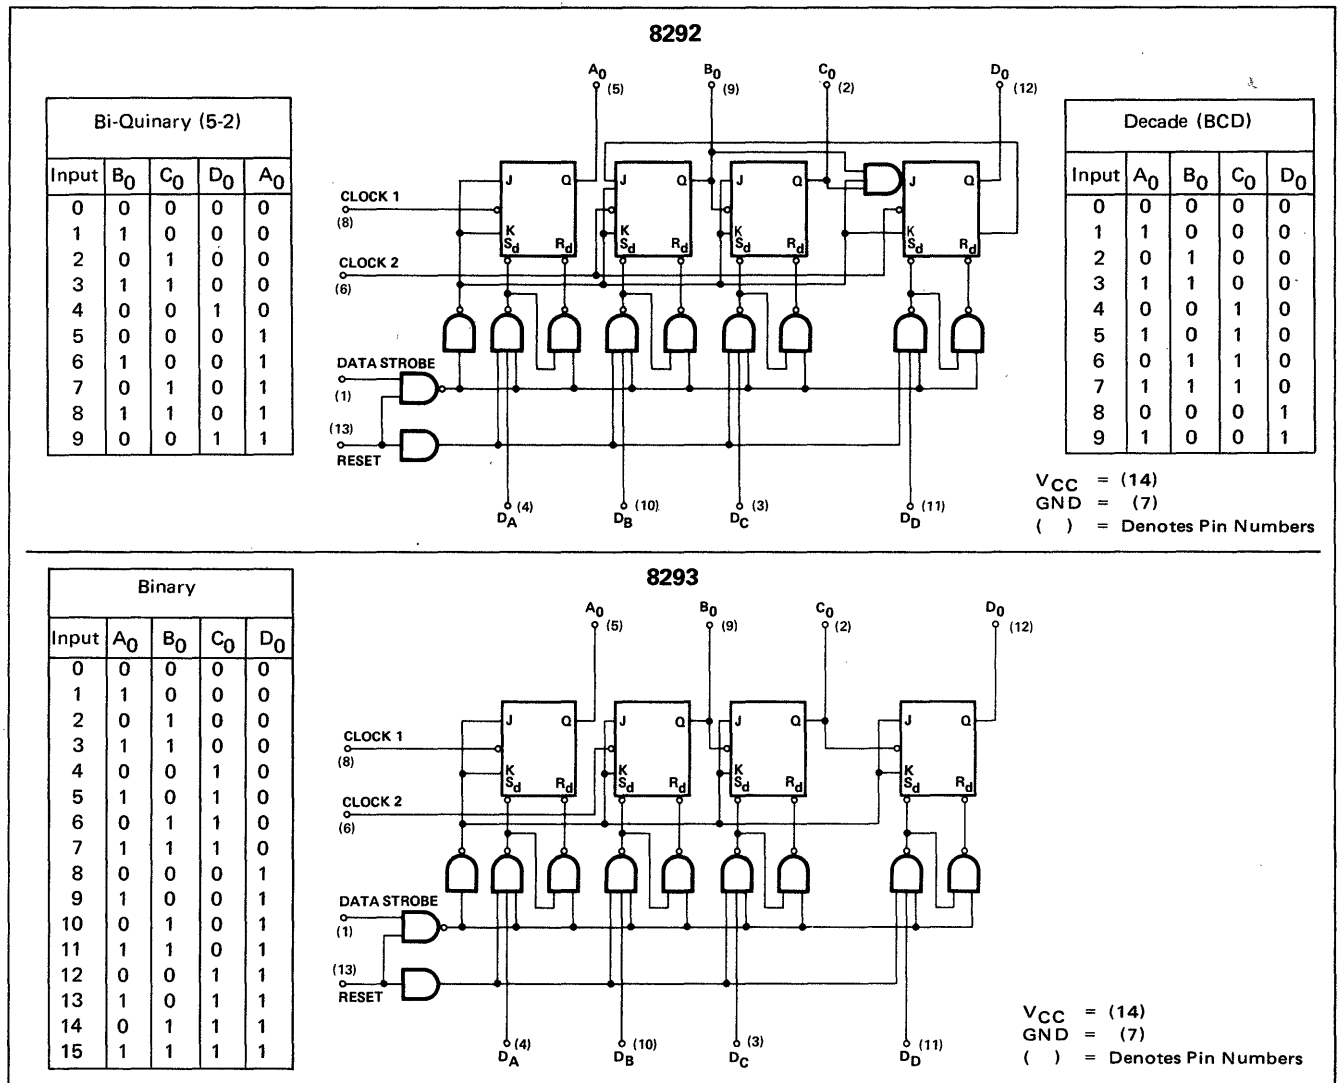 8292
Bi-Quinary (5-2)
Input B0 C0 D0 A0
0 0 0 0 0
1 1 0 0 0
2 0 1 0 0
3 1 1 0 0
4 0 0 1 0
5 0 0 0 1
6 1 0 0 1
7 0 1 0 1
8 1 1 0 1
9 0 0 1 1
A0 (5)
B0 (9)
C0 (2)
D0 (12)
J Q
J Q
J Q
J Q
K
K
K
K
Sd Rd
Sd Rd
Sd Rd
Sd Rd
CLOCK 1
(8)
CLOCK 2
(6)
DATA STROBE
(1)
(13)
RESET
DA (4)
DB (10)
DC (3)
DD (11)
Decade (BCD)
Input A0 B0 C0 D0
0 0 0 0 0
1 1 0 0 0
2 0 1 0 0
3 1 1 0 0
4 0 0 1 0
5 1 0 1 0
6 0 1 1 0
7 1 1 1 0
8 0 0 0 1
9 1 0 0 1
VCC = (14)
GND = (7)
( ) = Denotes Pin Numbers
8293
Binary
Input A0 B0 C0 D0
0 0 0 0 0
1 1 0 0 0
2 0 1 0 0
3 1 1 0 0
4 0 0 1 0
5 1 0 1 0
6 0 1 1 0
7 1 1 1 0
8 0 0 0 1
9 1 0 0 1
10 0 1 0 1
11 1 1 0 1
12 0 0 1 1
13 1 0 1 1
14 0 1 1 1
15 1 1 1 1
A0 (5)
B0 (9)
C0 (2)
D0 (12)
J Q
J Q
J Q
J Q
K
K
K
K
Sd Rd
Sd Rd
Sd Rd
Sd Rd
CLOCK 1
(8)
CLOCK 2
(6)
DATA STROBE
(1)
(13)
RESET
DA (4)
DB (10)
DC (3)
DD (11)
VCC = (14)
GND = (7)
( ) = Denotes Pin Numbers